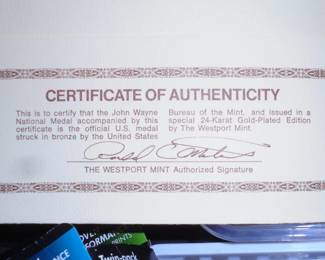 CERTIFICATE OF AUTHENTICITY
This is to certify that the John Wayne
National Medal accompanied by this
certificate is the official U.S. medal
struck in bronze by the United States
Bureau of the Mint. and issued in a
special 24-Karat Gold-Plated Edition
by The Westport Mint.
THE WESTPORT MINT Authorized Signature
Twin-pack